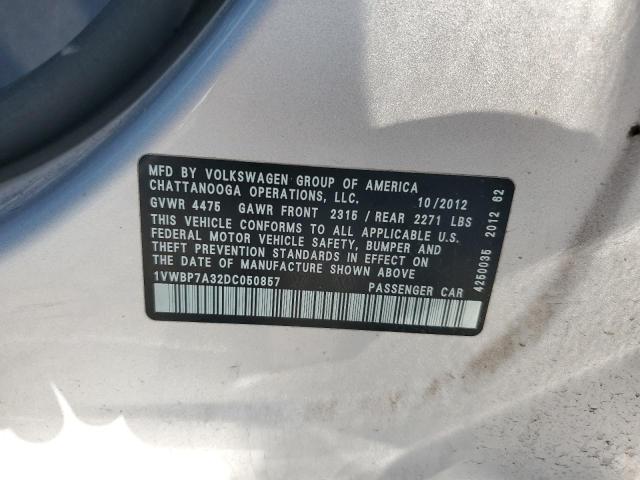 MFD BY VOLKSWAGEN GROUP OF AMERICA
CHATTANOOGA OPERATIONS, LLC. 10/2012
GVWR 4475 GAWR FRONT 2315 / REAR 2271 LBS
THIS VEHICLE CONFORMS TO ALL APPLICABLE U.S.
FEDERAL MOTOR VEHICLE SAFETY, BUMPER AND
THEFT PREVENTION STANDARDS IN EFFECT ON
THE DATE OF MANUFACTURE SHOWN ABOVE
1VWBP7A32DC050857 PASSENGER CAR
4250035 2012 62